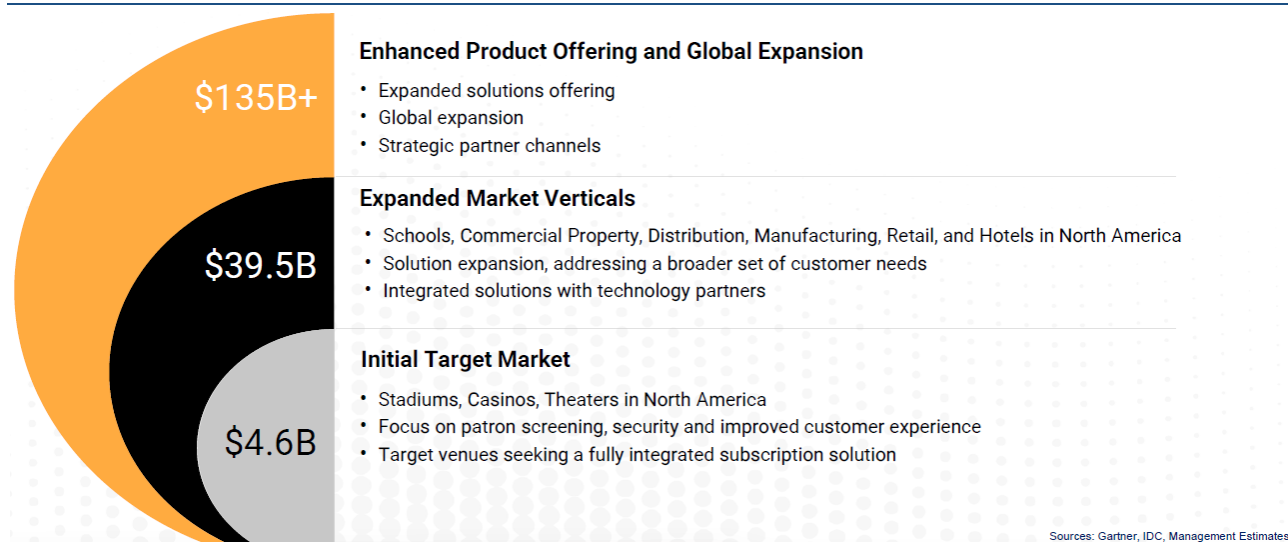 $135B+
Enhanced Product Offering and Global Expansion
• Expanded solutions offering
• Global expansion
• Strategic partner channels
$39.5B
Expanded Market Verticals
• Schools, Commercial Property, Distribution, Manufacturing, Retail, and Hotels in North America
• Solution expansion, addressing a broader set of customer needs
• Integrated solutions with technology partners
$4.6B
Initial Target Market
• Stadiums, Casinos, Theaters in North America
• Focus on patron screening, security and improved customer experience
• Target venues seeking a fully integrated subscription solution
Sources: Gartner, IDC, Management Estimates